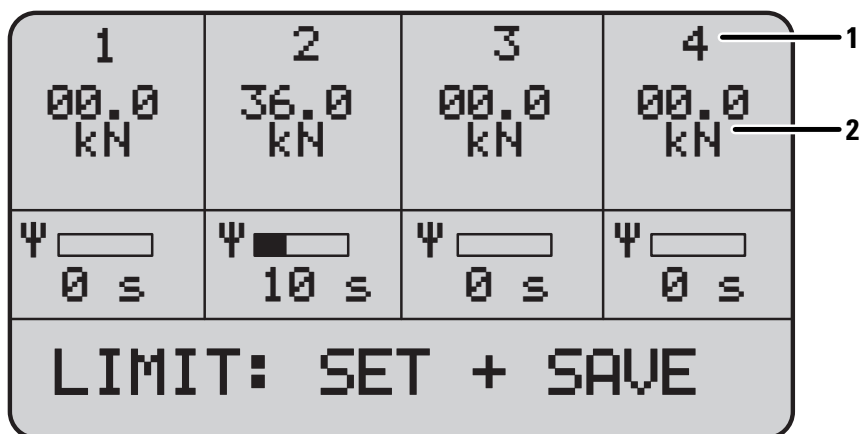 1 2 3 4 1
00.0 36.0 00.0 00.0
kN kN kN kN 2
0 s 10 s 0 s 0 s
LIMIT: SET + SAVE